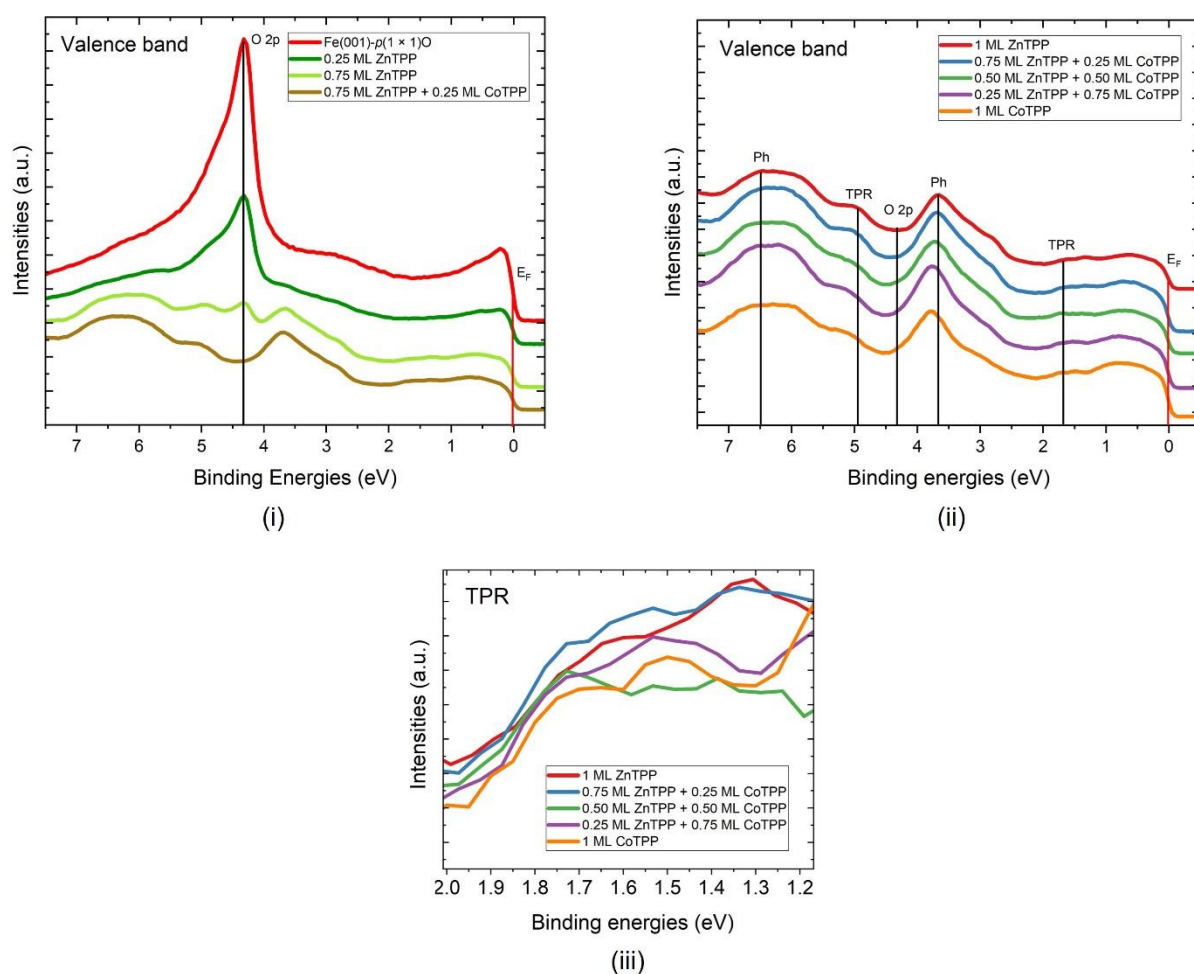 Valence band
O 2p
Fe(001)-p(1 × 1)O
0.25 ML ZnTPP
0.75 ML ZnTPP
0.75 ML ZnTPP + 0.25 ML CoTPP
E_F
Intensities (a.u.)
7 6 5 4 3 2 1 0
Binding Energies (eV)
(i)
Valence band
1 ML ZnTPP
0.75 ML ZnTPP + 0.25 ML CoTPP
0.50 ML ZnTPP + 0.50 ML CoTPP
0.25 ML ZnTPP + 0.75 ML CoTPP
1 ML CoTPP
Ph
TPR
O 2p
Ph
TPR
E_F
Intensities (a.u.)
7 6 5 4 3 2 1 0
Binding energies (eV)
(ii)
TPR
1 ML ZnTPP
0.75 ML ZnTPP + 0.25 ML CoTPP
0.50 ML ZnTPP + 0.50 ML CoTPP
0.25 ML ZnTPP + 0.75 ML CoTPP
1 ML CoTPP
Intensities (a.u.)
2.0 1.9 1.8 1.7 1.6 1.5 1.4 1.3 1.2
Binding energies (eV)
(iii)